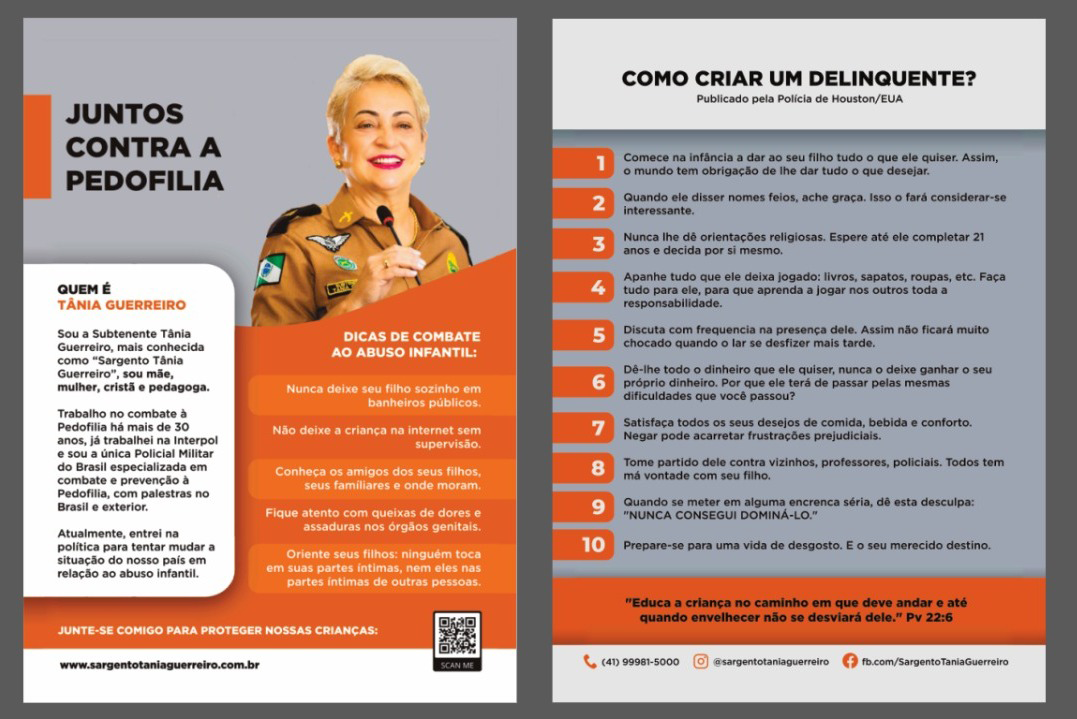 JUNTOS
CONTRA A
PEDOFILIA
QUEM É
TÂNIA GUERREIRO
Sou a Subtenente Tânia
Guerreiro, mais conhecida
como “Sargento Tânia
Guerreiro”, sou mãe,
mulher, cristã e pedagoga.
Trabalho no combate à
Pedofilia há mais de 30
anos, já trabalhei na Interpol
e sou a única Policial Militar
do Brasil especializada em
combate e prevenção à
Pedofilia, com palestras no
Brasil e exterior.
Atualmente, entrei na
política para tentar mudar a
situação do nosso país em
relação ao abuso infantil.
DICAS DE COMBATE
AO ABUSO INFANTIL:
Nunca deixe seu filho sozinho em
banheiros públicos.
Não deixe a criança na internet sem
supervisão.
Conheça os amigos dos seus filhos,
seus famíliares e onde moram.
Fique atento com queixas de dores e
assaduras nos órgãos genitais.
Oriente seus filhos: ninguém toca
em suas partes íntimas, nem eles nas
partes íntimas de outras pessoas.
JUNTE-SE COMIGO PARA PROTEGER NOSSAS CRIANÇAS:
SCAN ME
www.sargentotaniaguerreiro.com.br
COMO CRIAR UM DELINQUENTE?
Publicado pela Polícia de Houston/EUA
1 Comece na infância a dar ao seu filho tudo o que ele quiser. Assim,
o mundo tem obrigação de lhe dar tudo o que desejar.
2 Quando ele disser nomes feios, ache graça. Isso o fará considerar-se
interessante.
3 Nunca lhe dê orientações religiosas. Espere até ele completar 21
anos e decida por si mesmo.
4 Apanhe tudo que ele deixa jogado: livros, sapatos, roupas, etc. Faça
tudo para ele, para que aprenda a jogar nos outros toda a
responsabilidade.
5 Discuta com frequencia na presença dele. Assim não ficará muito
chocado quando o lar se desfizer mais tarde.
6 Dê-lhe todo o dinheiro que ele quiser, nunca o deixe ganhar o seu
próprio dinheiro. Por que ele terá de passar pelas mesmas
dificuldades que você passou?
7 Satisfaça todos os seus desejos de comida, bebida e conforto.
Negar pode acarretar frustrações prejudiciais.
8 Tome partido dele contra vizinhos, professores, policiais. Todos tem
má vontade com seu filho.
9 Quando se meter em alguma encrenca séria, dê esta desculpa:
"NUNCA CONSEGUI DOMINÁ-LO."
10 Prepare-se para uma vida de desgosto. E o seu merecido destino.
"Educa a criança no caminho em que deve andar e até
quando envelhecer não se desviará dele." Pv 22:6
(41) 99981-5000 @sargentotaniaguerreiro fb.com/SargentoTaniaGuerreiro